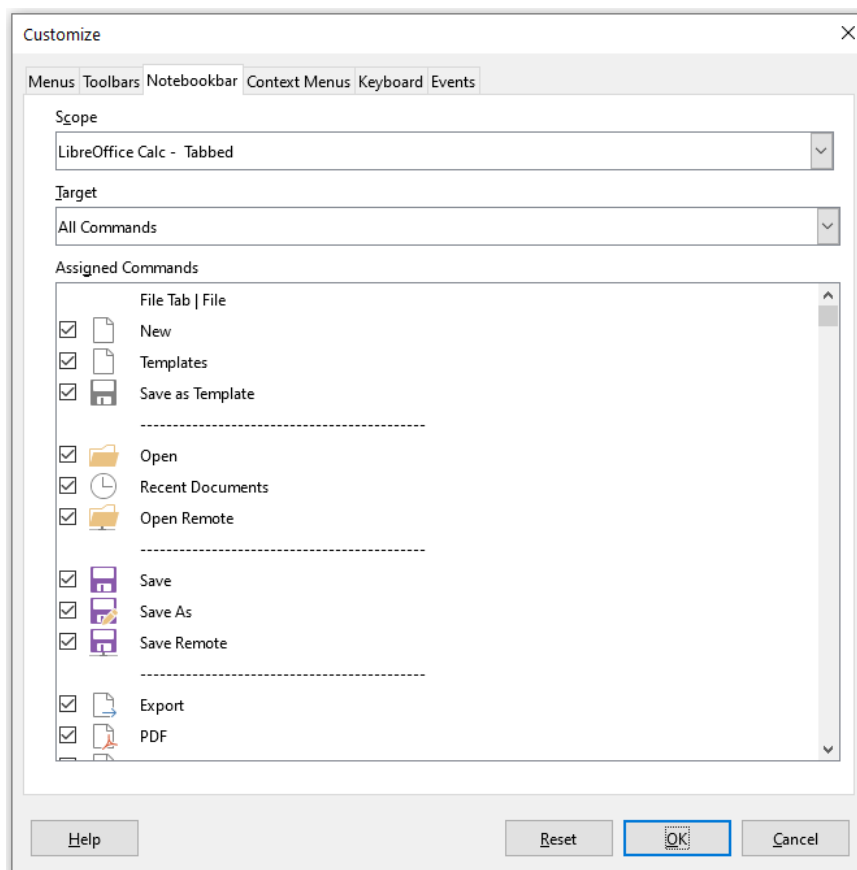 Customize
Menus Toolbars Notebookbar Context Menus Keyboard Events
Scope
LibreOffice Calc - Tabbed
Target
All Commands
Assigned Commands
File Tab | File
New
Templates
Save as Template
--------------------------------------------
Open
Recent Documents
Open Remote
--------------------------------------------
Save
Save As
Save Remote
--------------------------------------------
Export
PDF
Help Reset OK Cancel